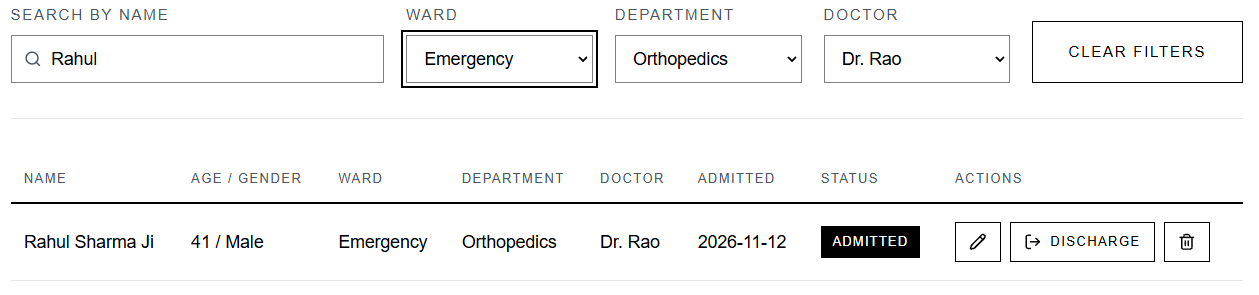 SEARCH BY NAME WARD DEPARTMENT DOCTOR
Rahul Emergency Orthopedics Dr. Rao CLEAR FILTERS
NAME AGE / GENDER WARD DEPARTMENT DOCTOR ADMITTED STATUS ACTIONS
Rahul Sharma Ji 41 / Male Emergency Orthopedics Dr. Rao 2026-11-12 ADMITTED DISCHARGE